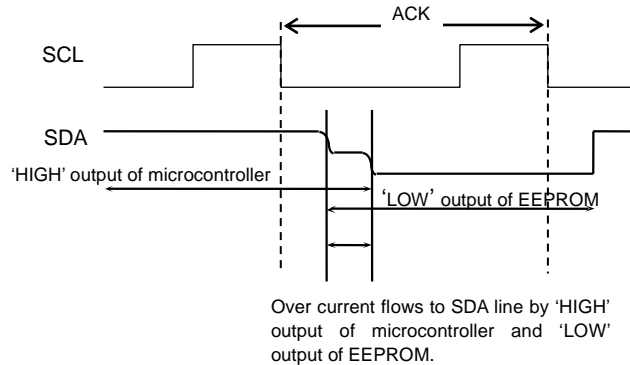 ACK
SCL
SDA
'HIGH' output of microcontroller
'LOW' output of EEPROM
Over current flows to SDA line by 'HIGH'
output of microcontroller and 'LOW'
output of EEPROM.